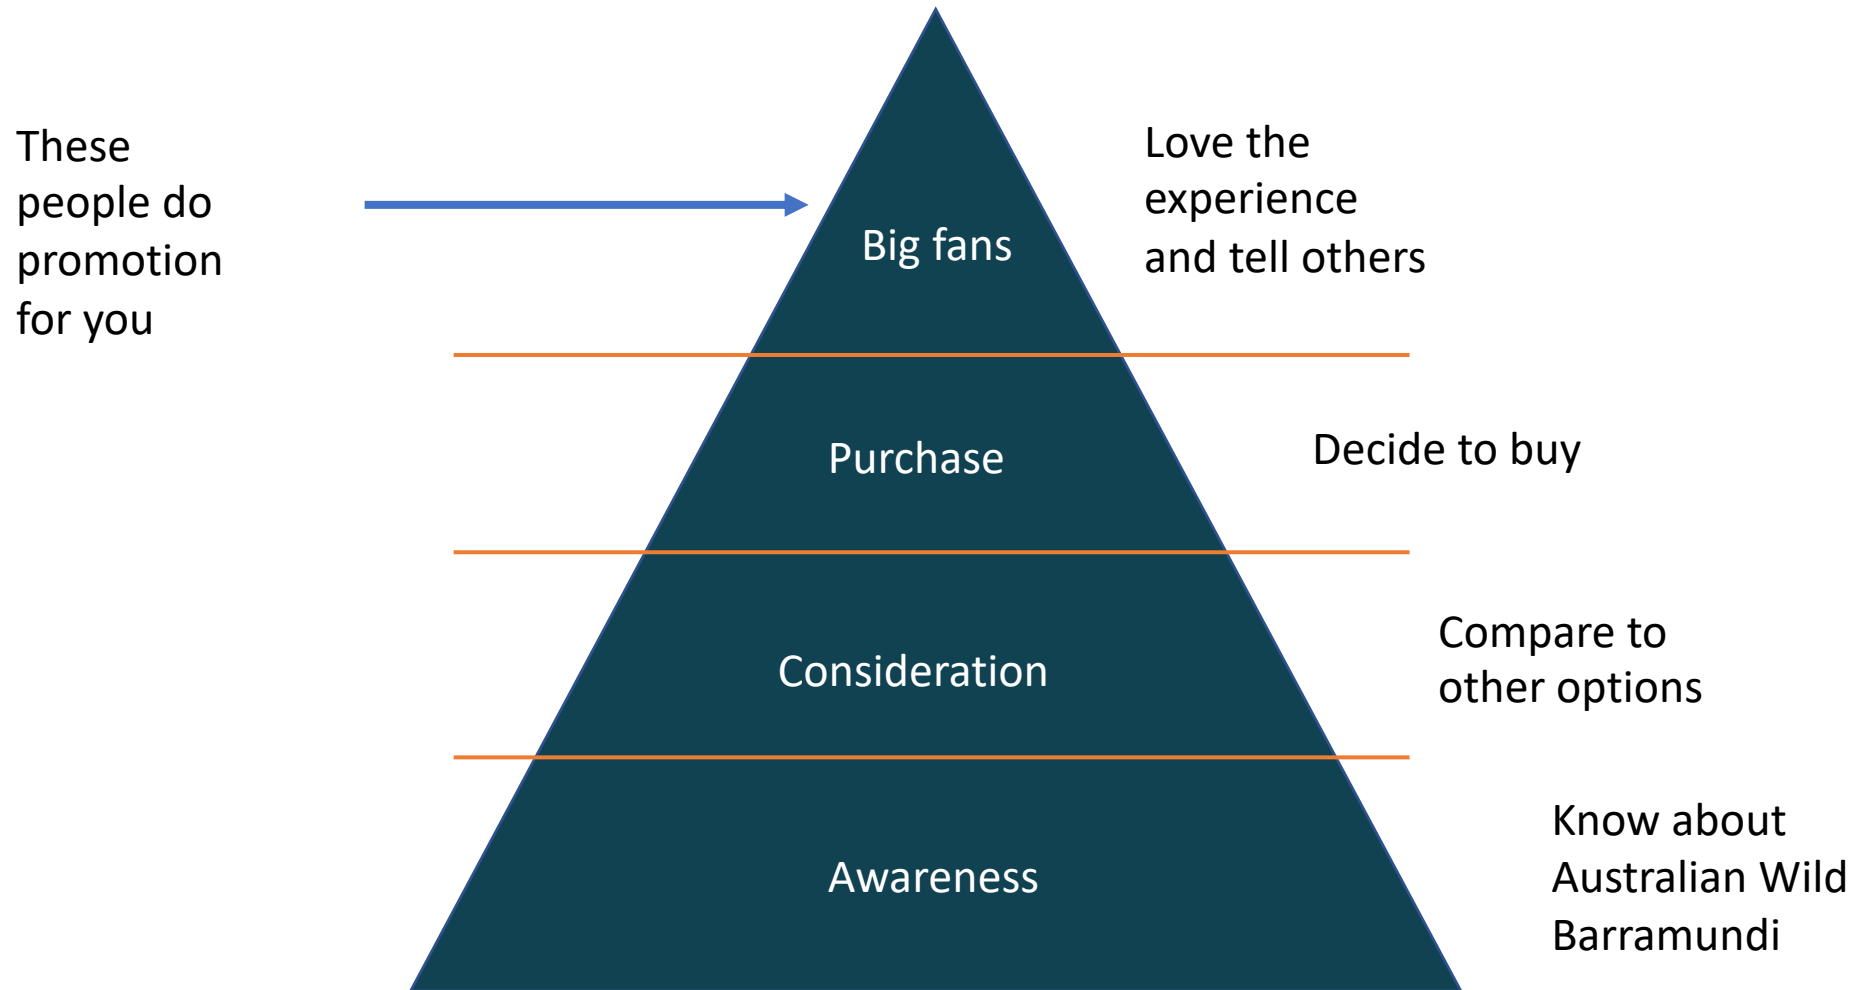 These
people do
promotion
for you
Love the
experience
and tell others
Big fans
Purchase
Decide to buy
Consideration
Compare to
other options
Awareness
Know about
Australian Wild
Barramundi